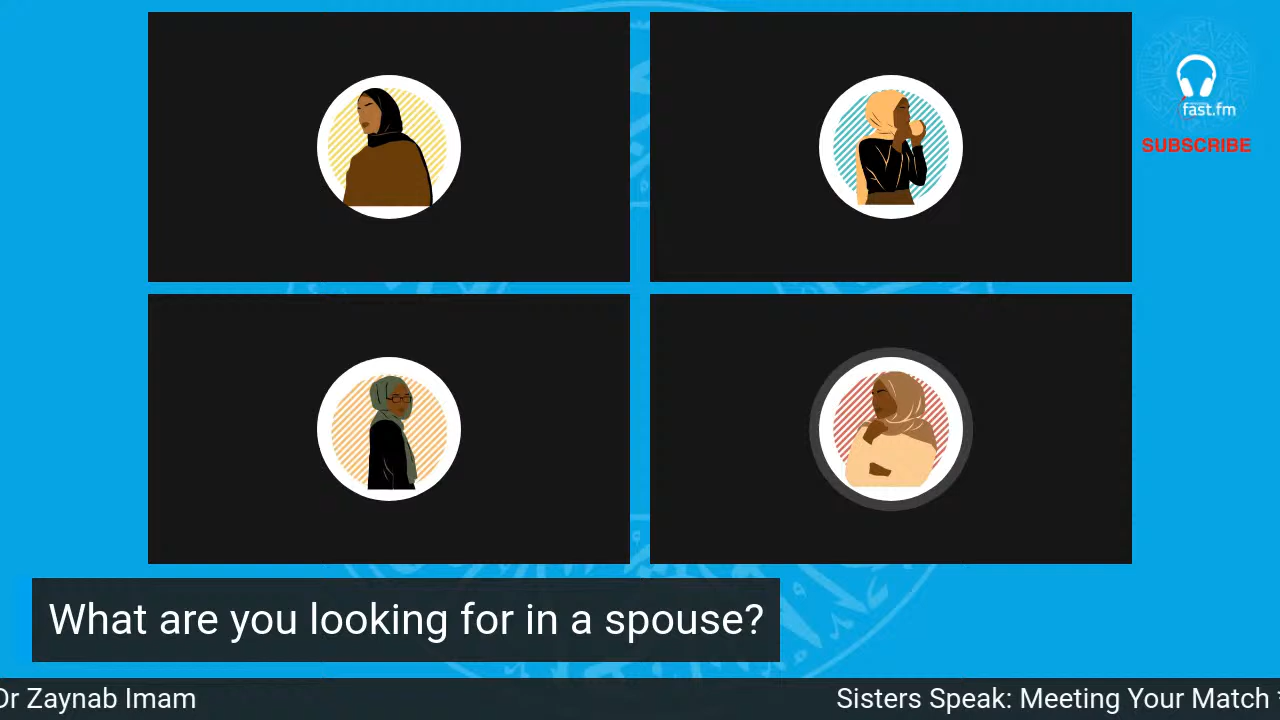 fast.fm
SUBSCRIBE
What are you looking for in a spouse?
Dr Zaynab Imam
Sisters Speak: Meeting Your Match